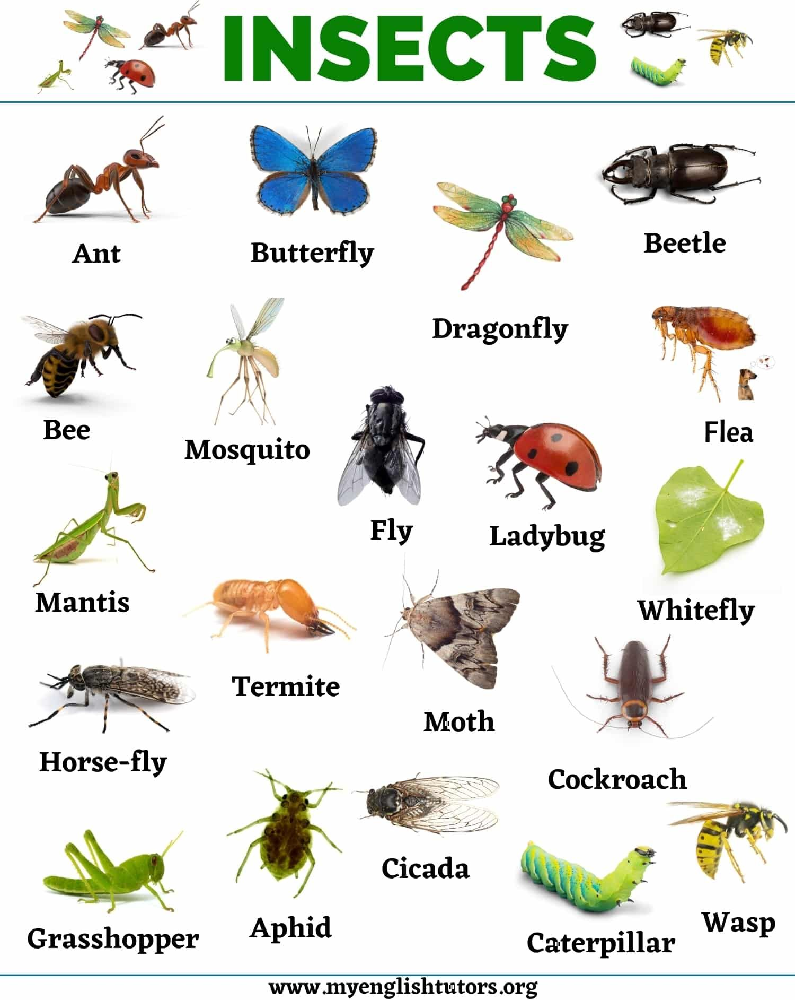 INSECTS
Ant
Butterfly
Beetle
Dragonfly
Bee
Mosquito
Flea
Fly
Ladybug
Mantis
Whitefly
Termite
Moth
Horse-fly
Cockroach
Cicada
Grasshopper
Aphid
Caterpillar
Wasp
www.myenglishtutors.org